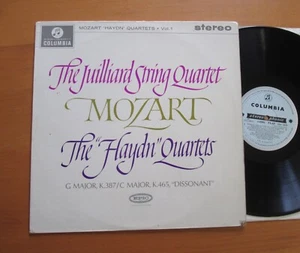 COLUMBIA
MOZART "HAYDN" QUARTETS • Vol. 1
stereo
The Juilliard String Quartet
MOZART
The "Haydn" Quartets
G MAJOR, K.387/C MAJOR, K.465, "DISSONANT"
Epic
COLUMBIA